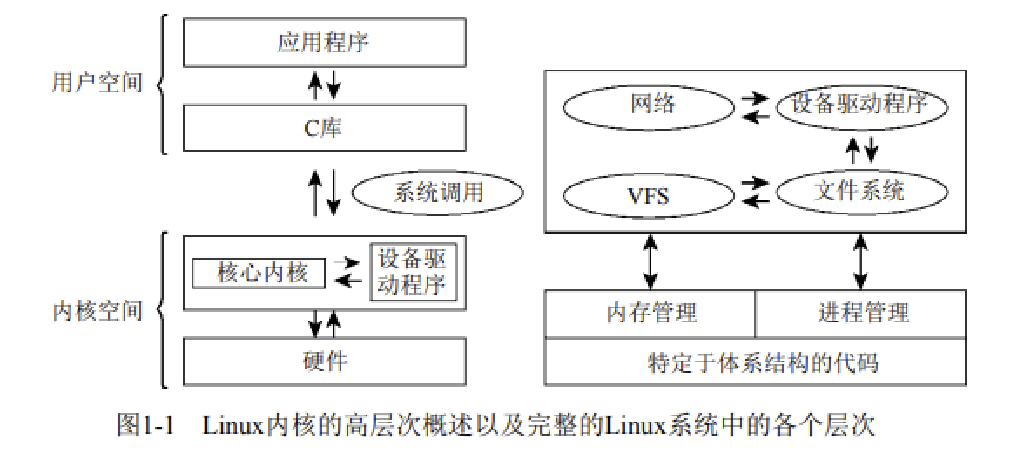 用户空间
应用程序
C库
系统调用
内核空间
核心内核
设备驱
动程序
硬件
网络
设备驱动程序
VFS
文件系统
内存管理
进程管理
特定于体系结构的代码
图1-1 Linux内核的高层次概述以及完整的Linux系统中的各个层次